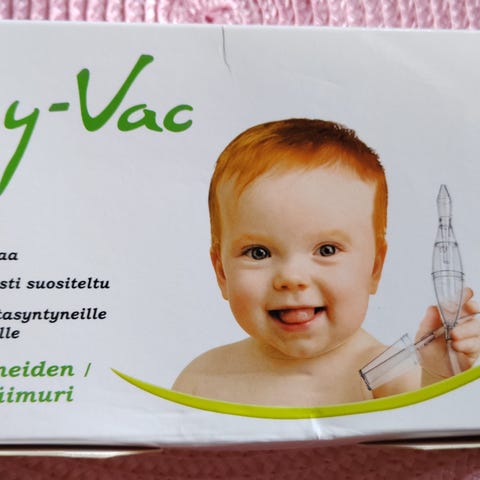 y-Vac
aa
sti suositeltu
tasyntyneille
lle
neiden /
iimuri